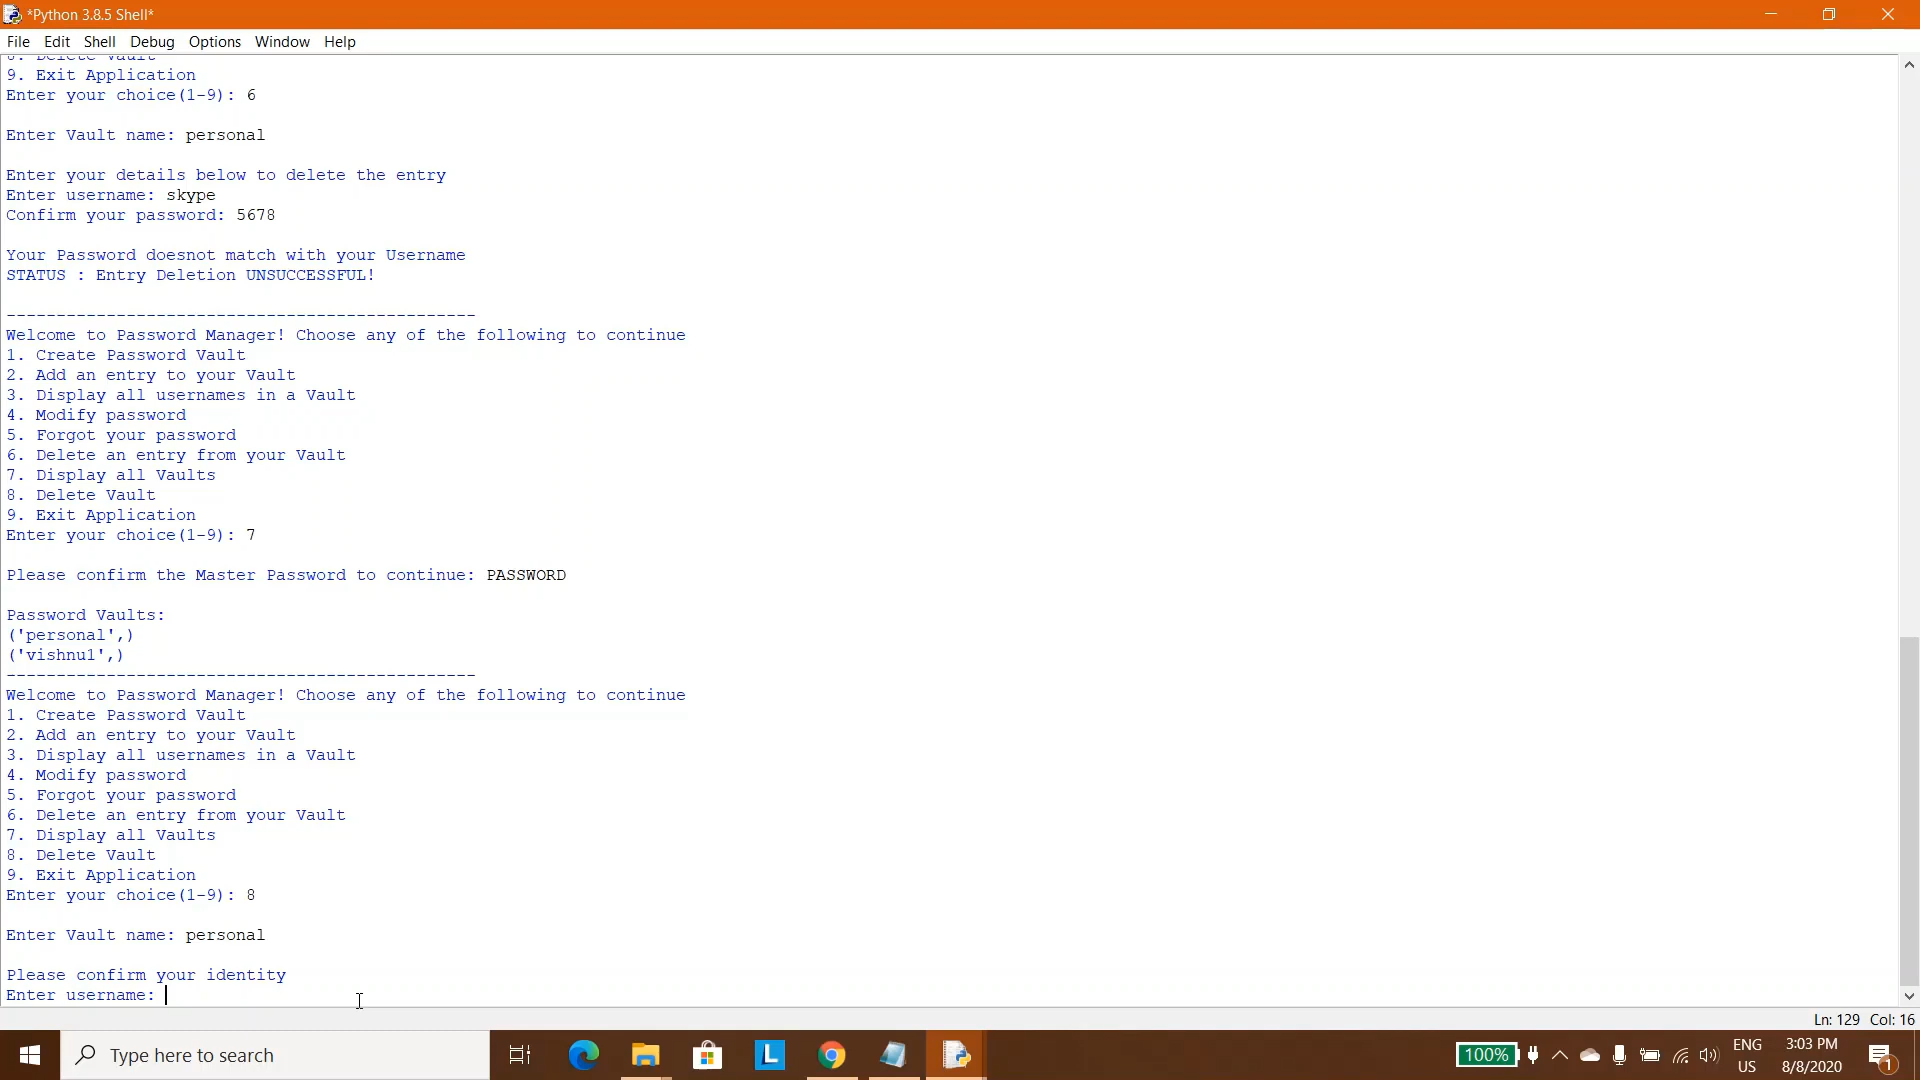 *Python 3.8.5 Shell*
File Edit Shell Debug Options Window Help
8. Delete Vault
9. Exit Application
Enter your choice(1-9): 6
Enter Vault name: personal
Enter your details below to delete the entry
Enter username: skype
Confirm your password: 5678
Your Password doesnot match with your Username
STATUS : Entry Deletion UNSUCCESSFUL!
-----------------------------------------------
Welcome to Password Manager! Choose any of the following to continue
1. Create Password Vault
2. Add an entry to your Vault
3. Display all usernames in a Vault
4. Modify password
5. Forgot your password
6. Delete an entry from your Vault
7. Display all Vaults
8. Delete Vault
9. Exit Application
Enter your choice(1-9): 7
Please confirm the Master Password to continue: PASSWORD
Password Vaults:
('personal',)
('vishnu1',)
-----------------------------------------------
Welcome to Password Manager! Choose any of the following to continue
1. Create Password Vault
2. Add an entry to your Vault
3. Display all usernames in a Vault
4. Modify password
5. Forgot your password
6. Delete an entry from your Vault
7. Display all Vaults
8. Delete Vault
9. Exit Application
Enter your choice(1-9): 8
Enter Vault name: personal
Please confirm your identity
Enter username:
Ln: 129 Col: 16
Type here to search
L
100%
ENG
US
3:03 PM
8/8/2020
1